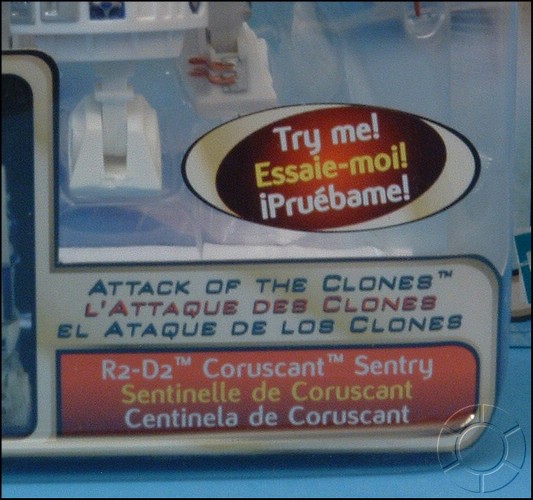 Try me!
Essaie-moi!
¡Pruébame!
ATTACK OF THE CLONES™
L'ATTAQUE DES CLONES
EL ATAQUE DE LOS CLONES
R2-D2™ Coruscant™ Sentry
Sentinelle de Coruscant
Centinela de Coruscant